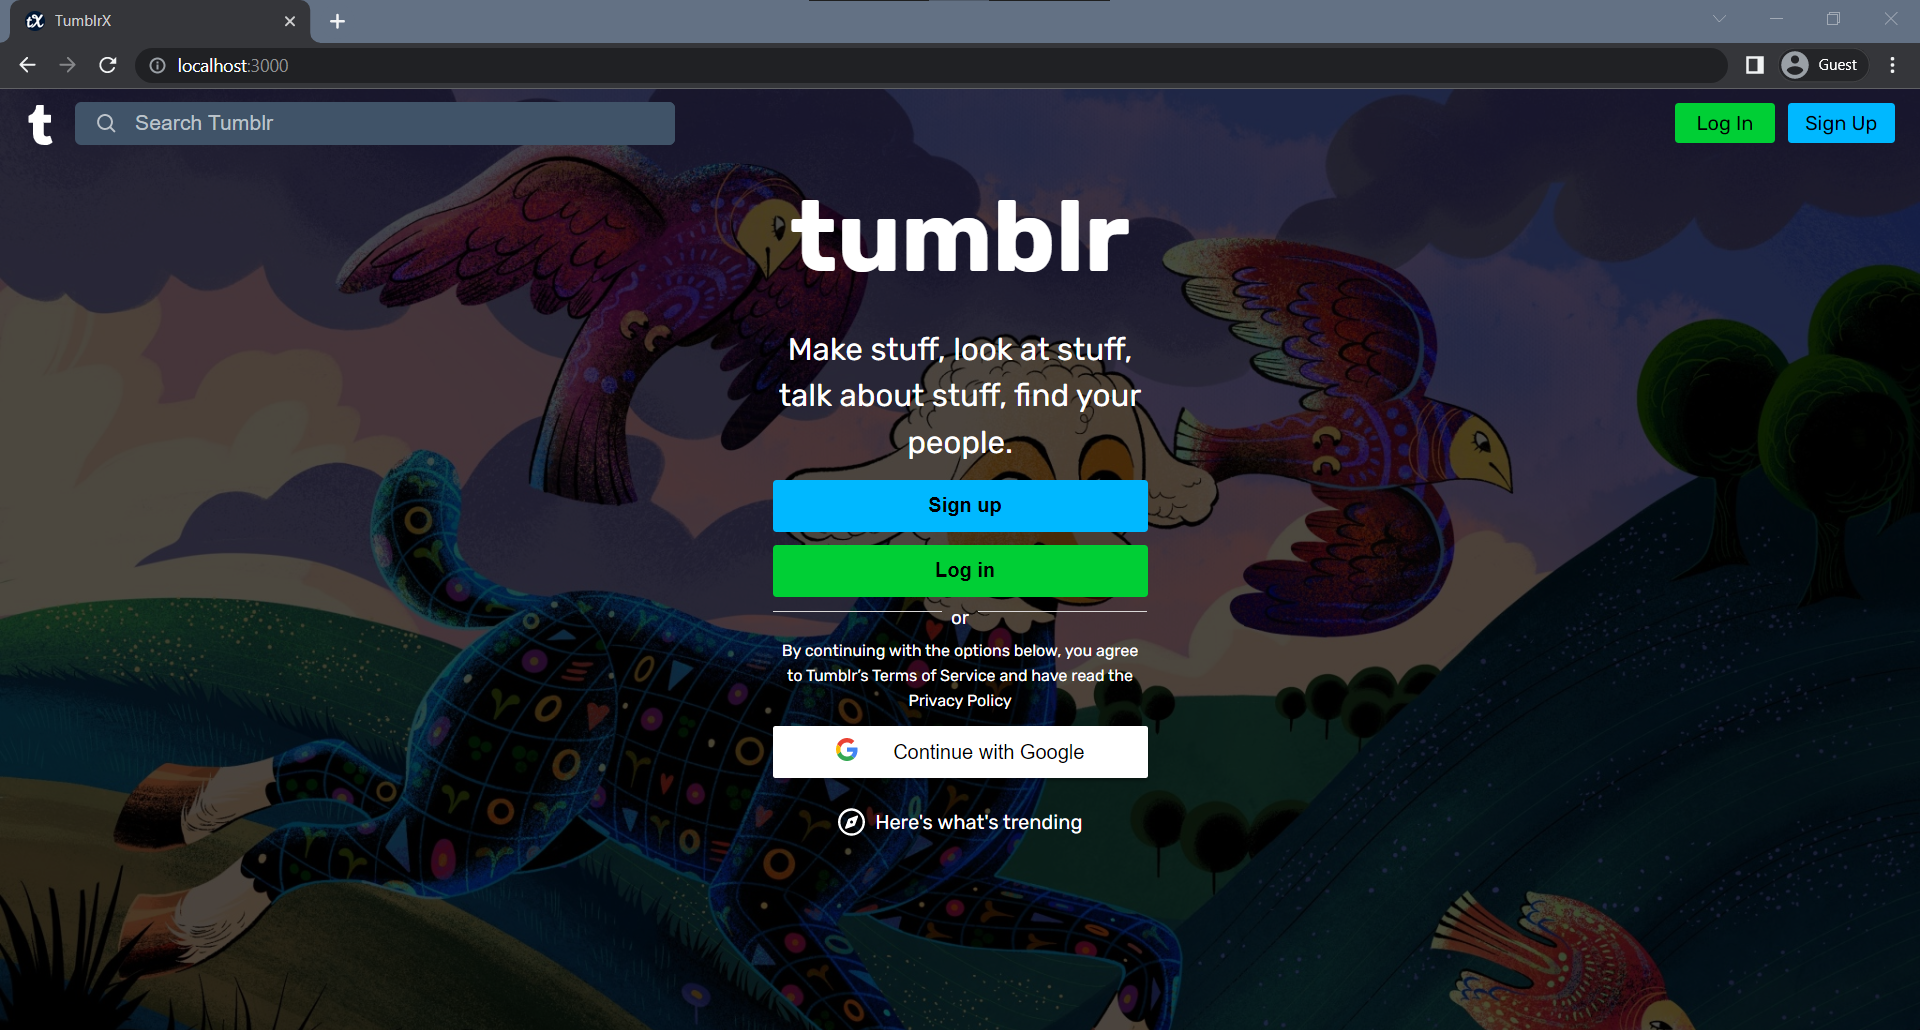 TumblrX
localhost:3000
Guest
t
Search Tumblr
Log In
Sign Up
tumblr
Make stuff, look at stuff,
talk about stuff, find your
people.
Sign up
Log in
or
By continuing with the options below, you agree
to Tumblr's Terms of Service and have read the
Privacy Policy
Continue with Google
Here's what's trending